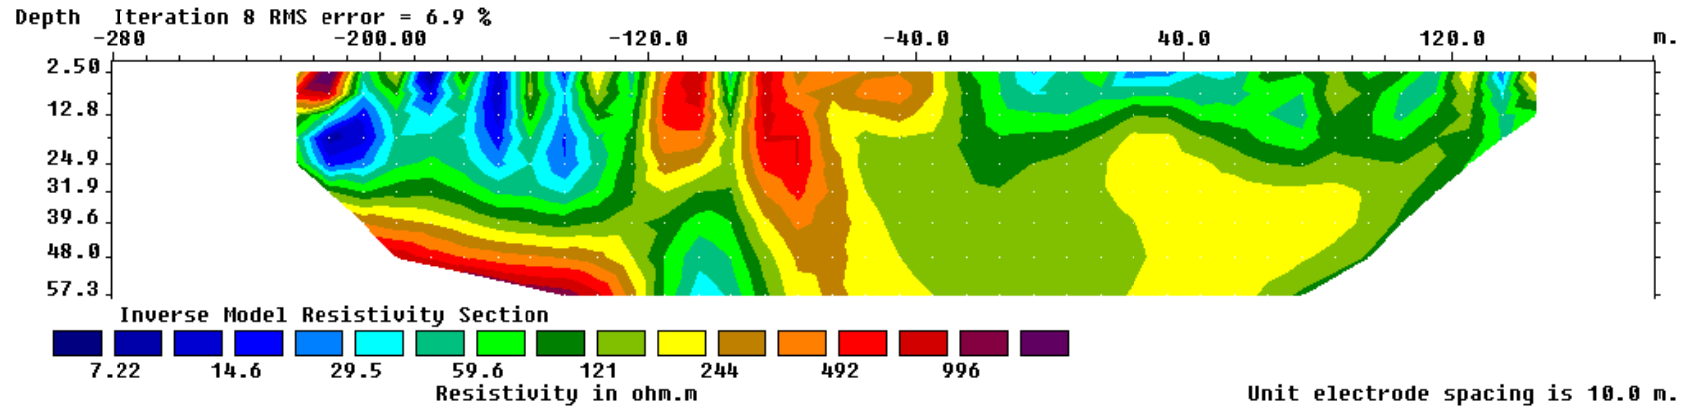 Depth Iteration 8 RMS error = 6.9 %
-280 -200.00 -120.0 -40.0 40.0 120.0 m.
2.50
12.8
24.9
31.9
39.6
48.0
57.3
Inverse Model Resistivity Section
7.22 14.6 29.5 59.6 121 244 492 996
Resistivity in ohm.m Unit electrode spacing is 10.0 m.